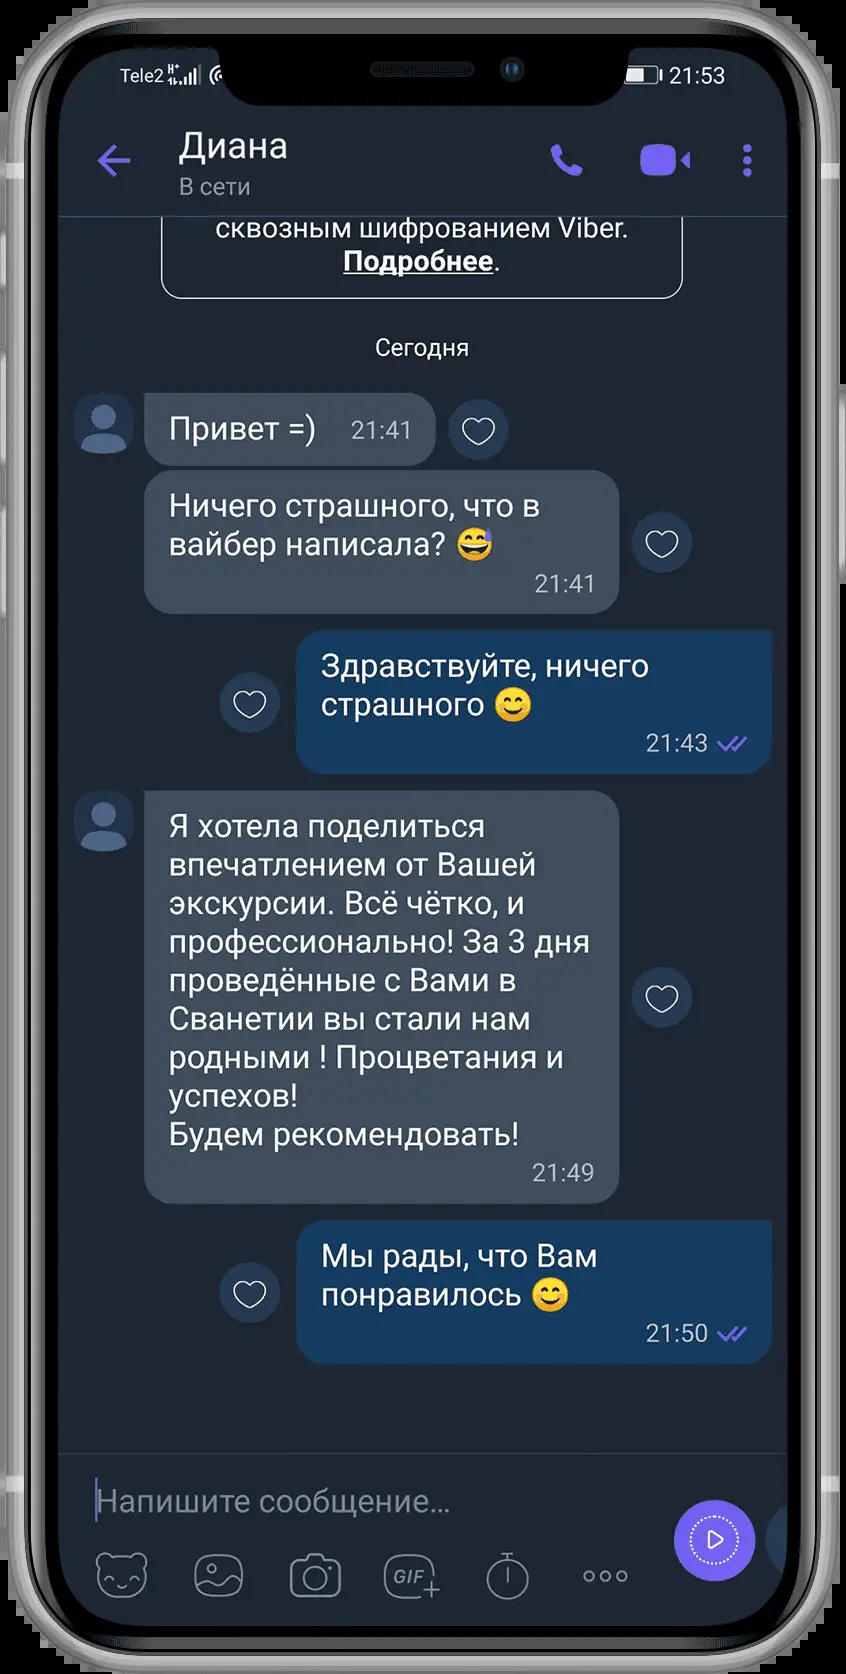 Tele2 H+ 21:53
Диана
В сети
сквозным шифрованием Viber.
Подробнее.
Сегодня
Привет =) 21:41
Ничего страшного, что в
вайбер написала? 😅
21:41
Здравствуйте, ничего
страшного 😊
21:43
Я хотела поделиться
впечатлением от Вашей
экскурсии. Всё чётко, и
профессионально! За 3 дня
проведённые с Вами в
Сванетии вы стали нам
родными ! Процветания и
успехов!
Будем рекомендовать!
21:49
Мы рады, что Вам
понравилось 😊
21:50
Напишите сообщение...
GIF